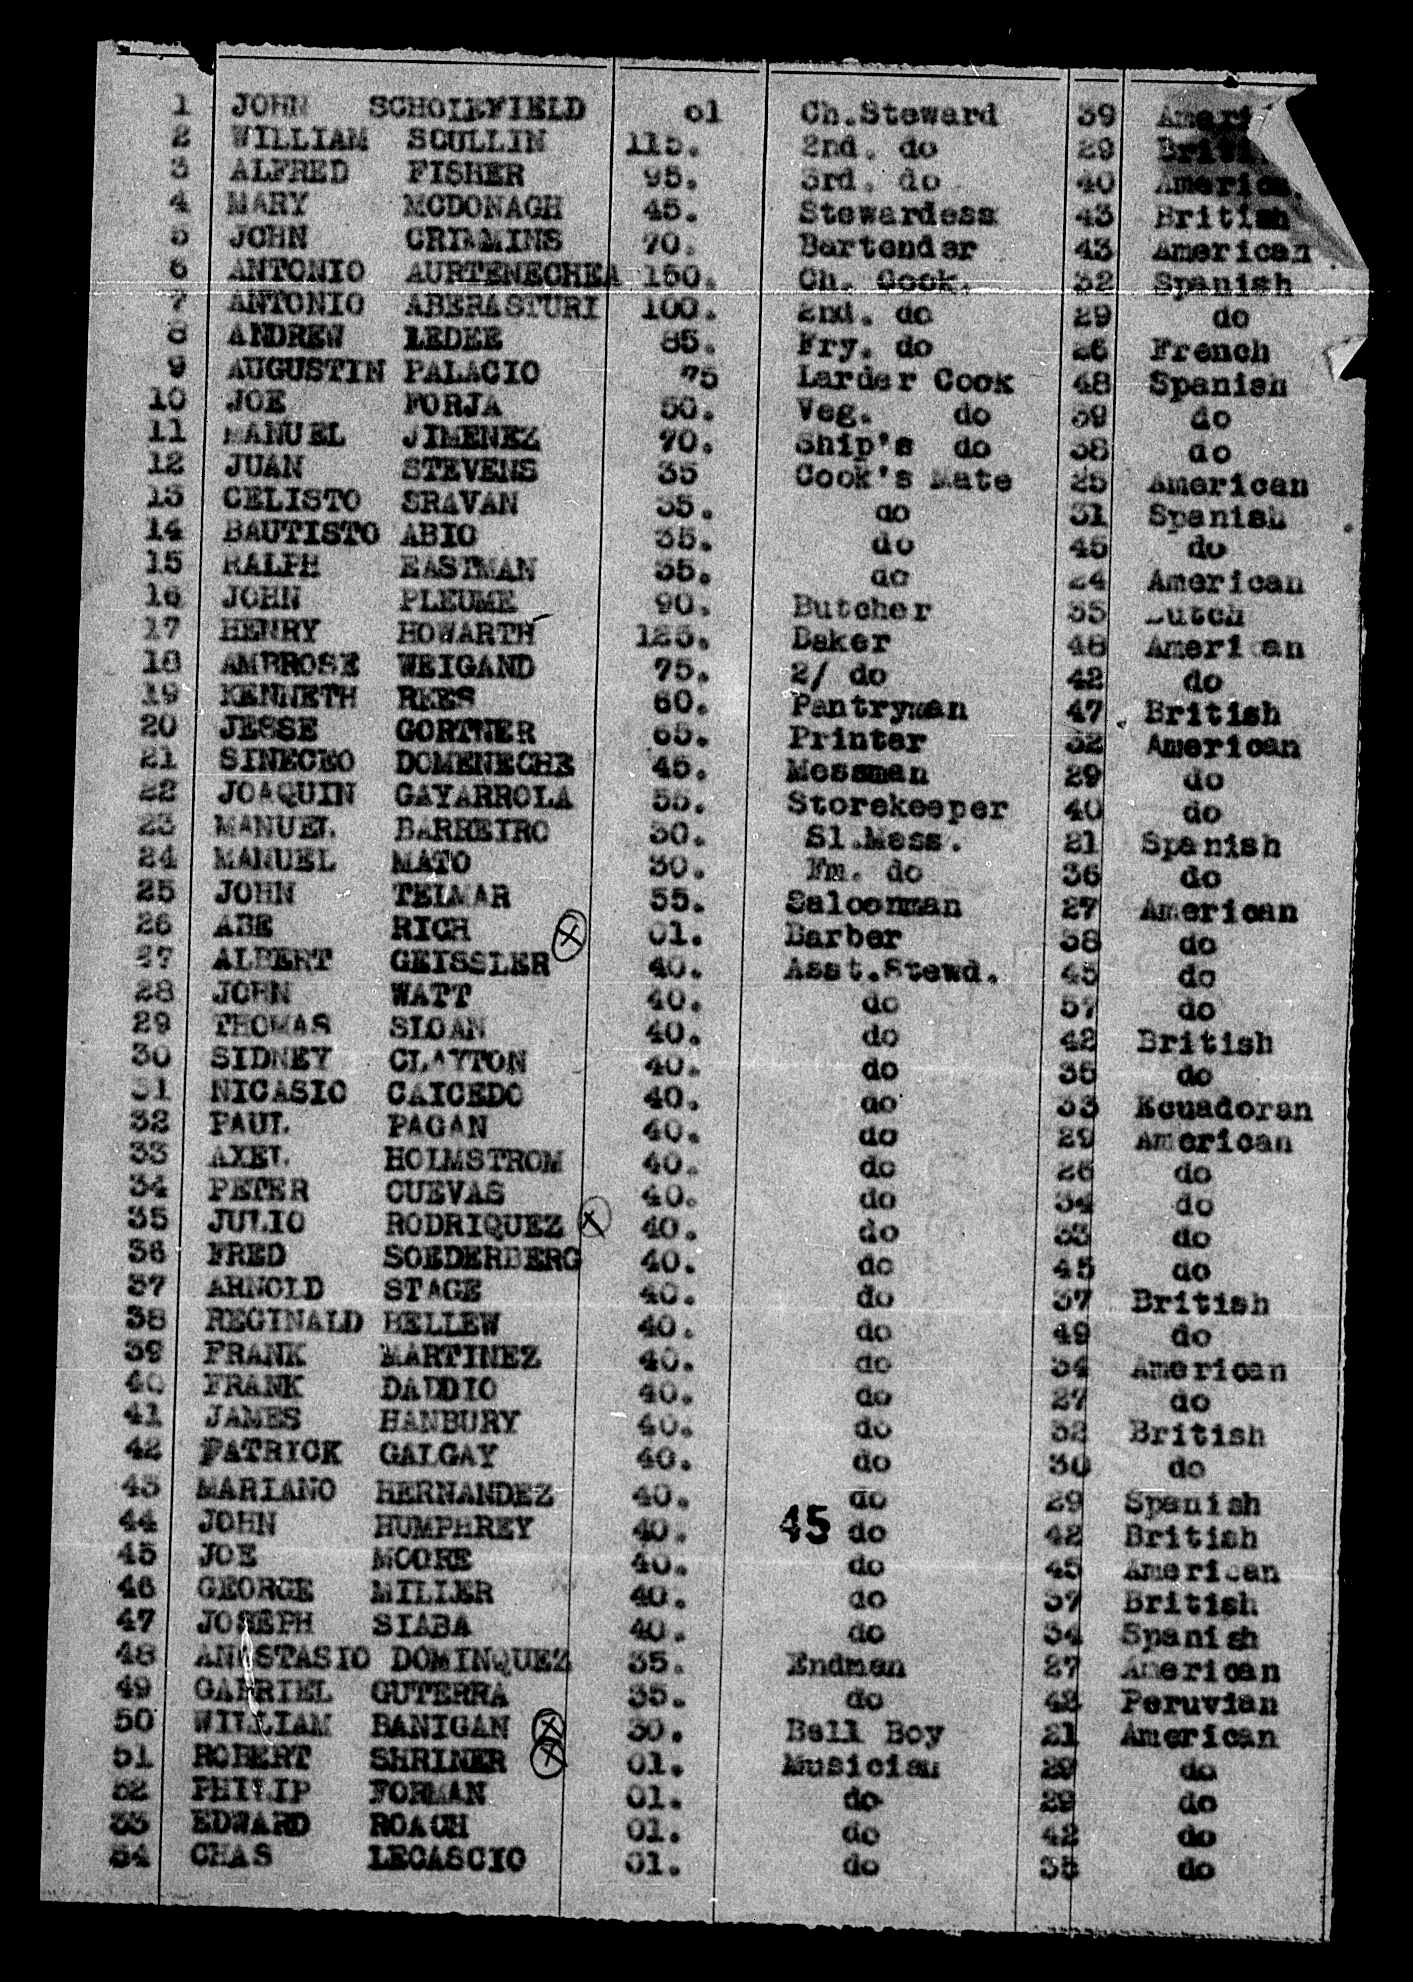 1 JOHN SCHOLEFIELD 01 Ch.Steward 39 Ameri
2 WILLIAM SCULLIN 115. 2nd. do 29 Briti
3 ALFRED FISHER 95. 3rd. do 40 America
4 MARY MCDONAGH 45. Stewardess 43 British
5 JOHN CRIMMINS 70. Bartender 43 American
6 ANTONIO AURTENECHEA 150. Ch. Cook. 32 Spanish
7 ANTONIO ABERASTURI 100. 2nd. do 29 do
8 ANDREW LEDEE 85. Fry. do 26 French
9 AUGUSTIN PALACIO 75 Larder Cook 48 Spanish
10 JOE FORJA 50. Veg. do 39 do
11 MANUEL JIMENEZ 70. Ship's do 38 do
12 JUAN STEVENS 35 Cook's Mate 25 American
13 CELISTO SRAVAN 35. do 31 Spanish
14 BAUTISTO ABIO 35. do 45 do
15 RALPH EASTMAN 35. do 24 American
16 JOHN PLEUME 90. Butcher 35 Dutch
17 HENRY HOWARTH 125. Baker 48 American
18 AMBROSE WEIGAND 75. 2/ do 42 do
19 KENNETH REES 60. Pantryman 47 British
20 JESSE GORTNER 65. Printer 32 American
21 SINECEO DOMENECHE 45. Messman 29 do
22 JOAQUIN GAYARROLA 55. Storekeeper 40 do
23 MANUEL BARREIRO 30. Sl.Mess. 21 Spanish
24 MANUEL MATO 30. Fm. do 36 do
25 JOHN TELMAR 55. Saloonman 27 American
26 ABE RICH 01. Barber 38 do
27 ALBERT GEISSLER 40. Asst.Stewd. 45 do
28 JOHN WATT 40. do 57 do
29 THOMAS SLOAN 40. do 42 British
30 SIDNEY CLAYTON 40. do 35 do
31 NICASIO CAICEDO 40. do 33 Ecuadoran
32 PAUL PAGAN 40. do 29 American
33 AXEL HOLMSTROM 40. do 26 do
34 PETER CUEVAS 40. do 34 do
35 JULIO RODRIQUEZ 40. do 33 do
36 FRED SOEDERBERG 40. do 45 do
37 ARNOLD STAGE 40. do 37 British
38 REGINALD BELLEW 40. do 49 do
39 FRANK MARTINEZ 40. do 34 American
40 FRANK DADDIO 40. do 27 do
41 JAMES HANBURY 40. do 32 British
42 PATRICK GALGAY 40. do 30 do
43 MARIANO HERNANDEZ 40. do 29 Spanish
44 JOHN HUMPHREY 40. 45 do 42 British
45 JOE MOORE 40. do 45 American
46 GEORGE MILLER 40. do 37 British
47 JOSEPH SIABA 40. do 34 Spanish
48 ANASTASIO DOMINQUEZ 35. Endman 27 American
49 GABRIEL GUTERRA 35. do 42 Peruvian
50 WILLIAM BANIGAN 30. Bell Boy 21 American
51 ROBERT SHRINER 01. Musician 29 do
52 PHILIP FORMAN 01. do 29 do
53 EDWARD ROACH 01. do 42 do
54 CHAS LECASCIO 01. do 35 do